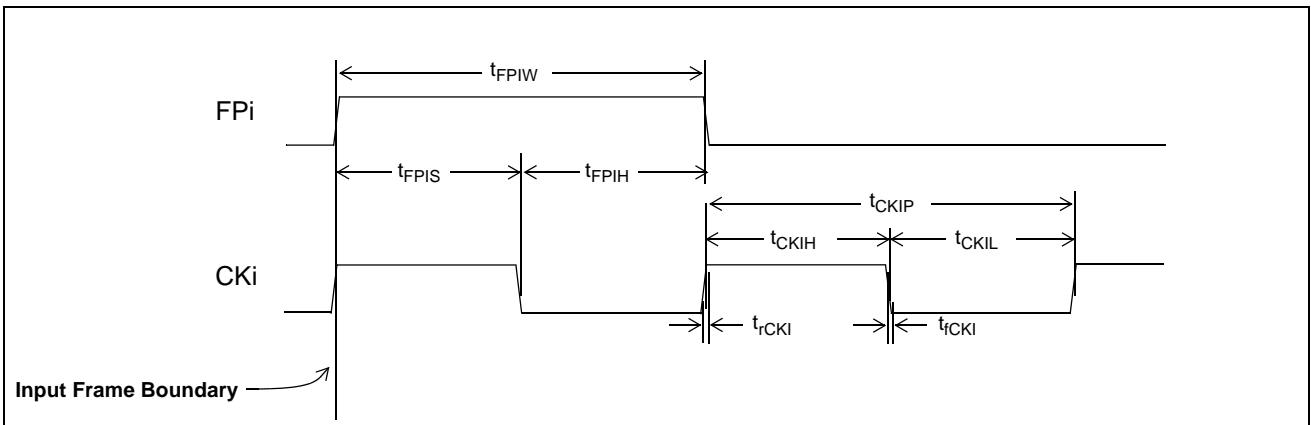 tFPIW
FPi
tFPIS
tFPIH
tCKIP
tCKIH
tCKIL
CKi
trCKI
tfCKI
Input Frame Boundary